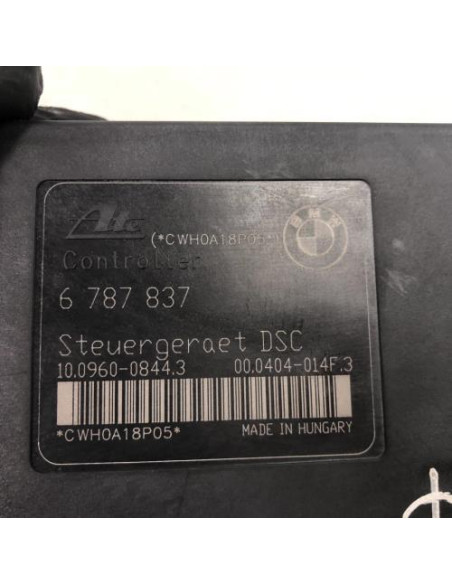 Ate
(*CWH0A18P05*)
BMW
Controller
6 787 837
Steuergeraet DSC
10.0960-0844.3 00.0404-014F.3
*CWH0A18P05* MADE IN HUNGARY